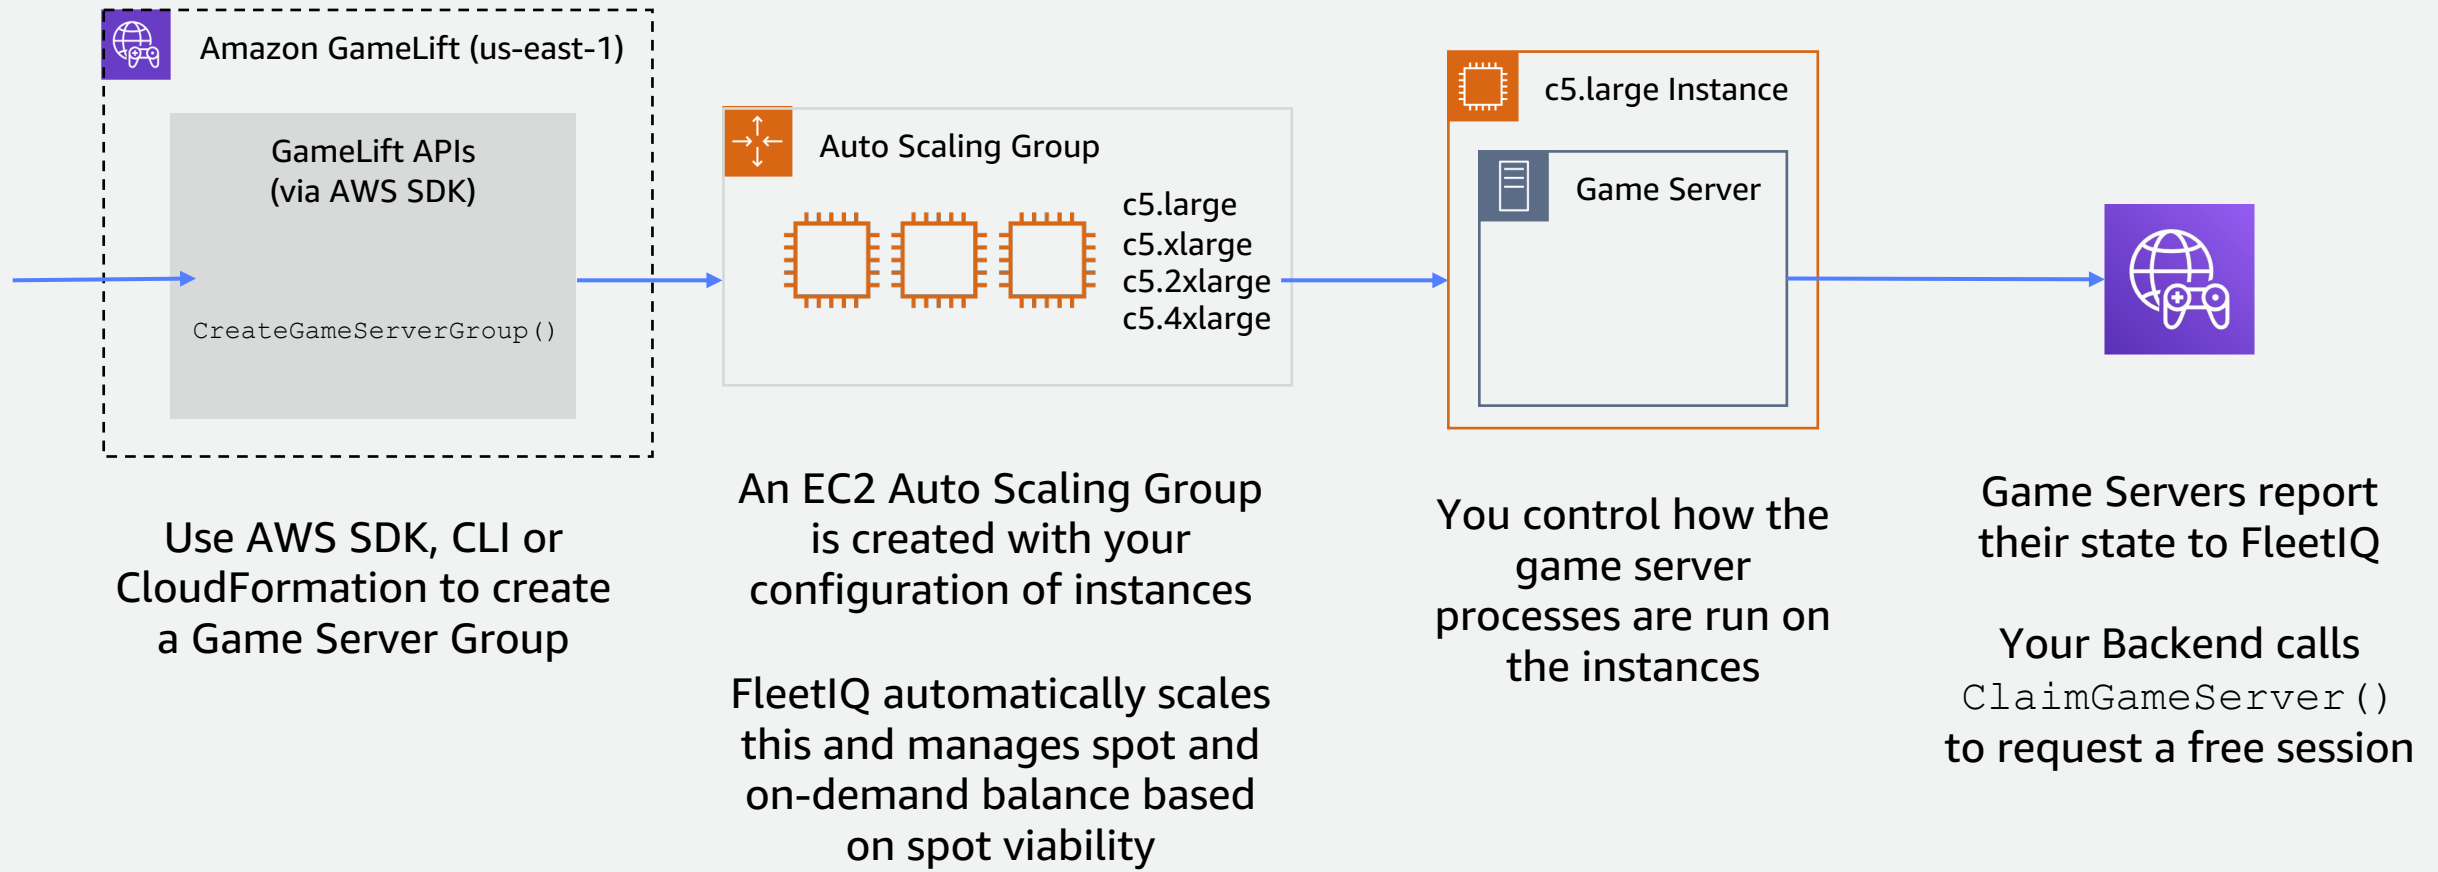 Amazon GameLift (us-east-1)
GameLift APIs
(via AWS SDK)
CreateGameServerGroup()
Use AWS SDK, CLI or
CloudFormation to create
a Game Server Group
Auto Scaling Group
c5.large
c5.xlarge
c5.2xlarge
c5.4xlarge
An EC2 Auto Scaling Group
is created with your
configuration of instances
FleetIQ automatically scales
this and manages spot and
on-demand balance based
on spot viability
c5.large Instance
Game Server
You control how the
game server
processes are run on
the instances
Game Servers report
their state to FleetIQ
Your Backend calls
ClaimGameServer()
to request a free session